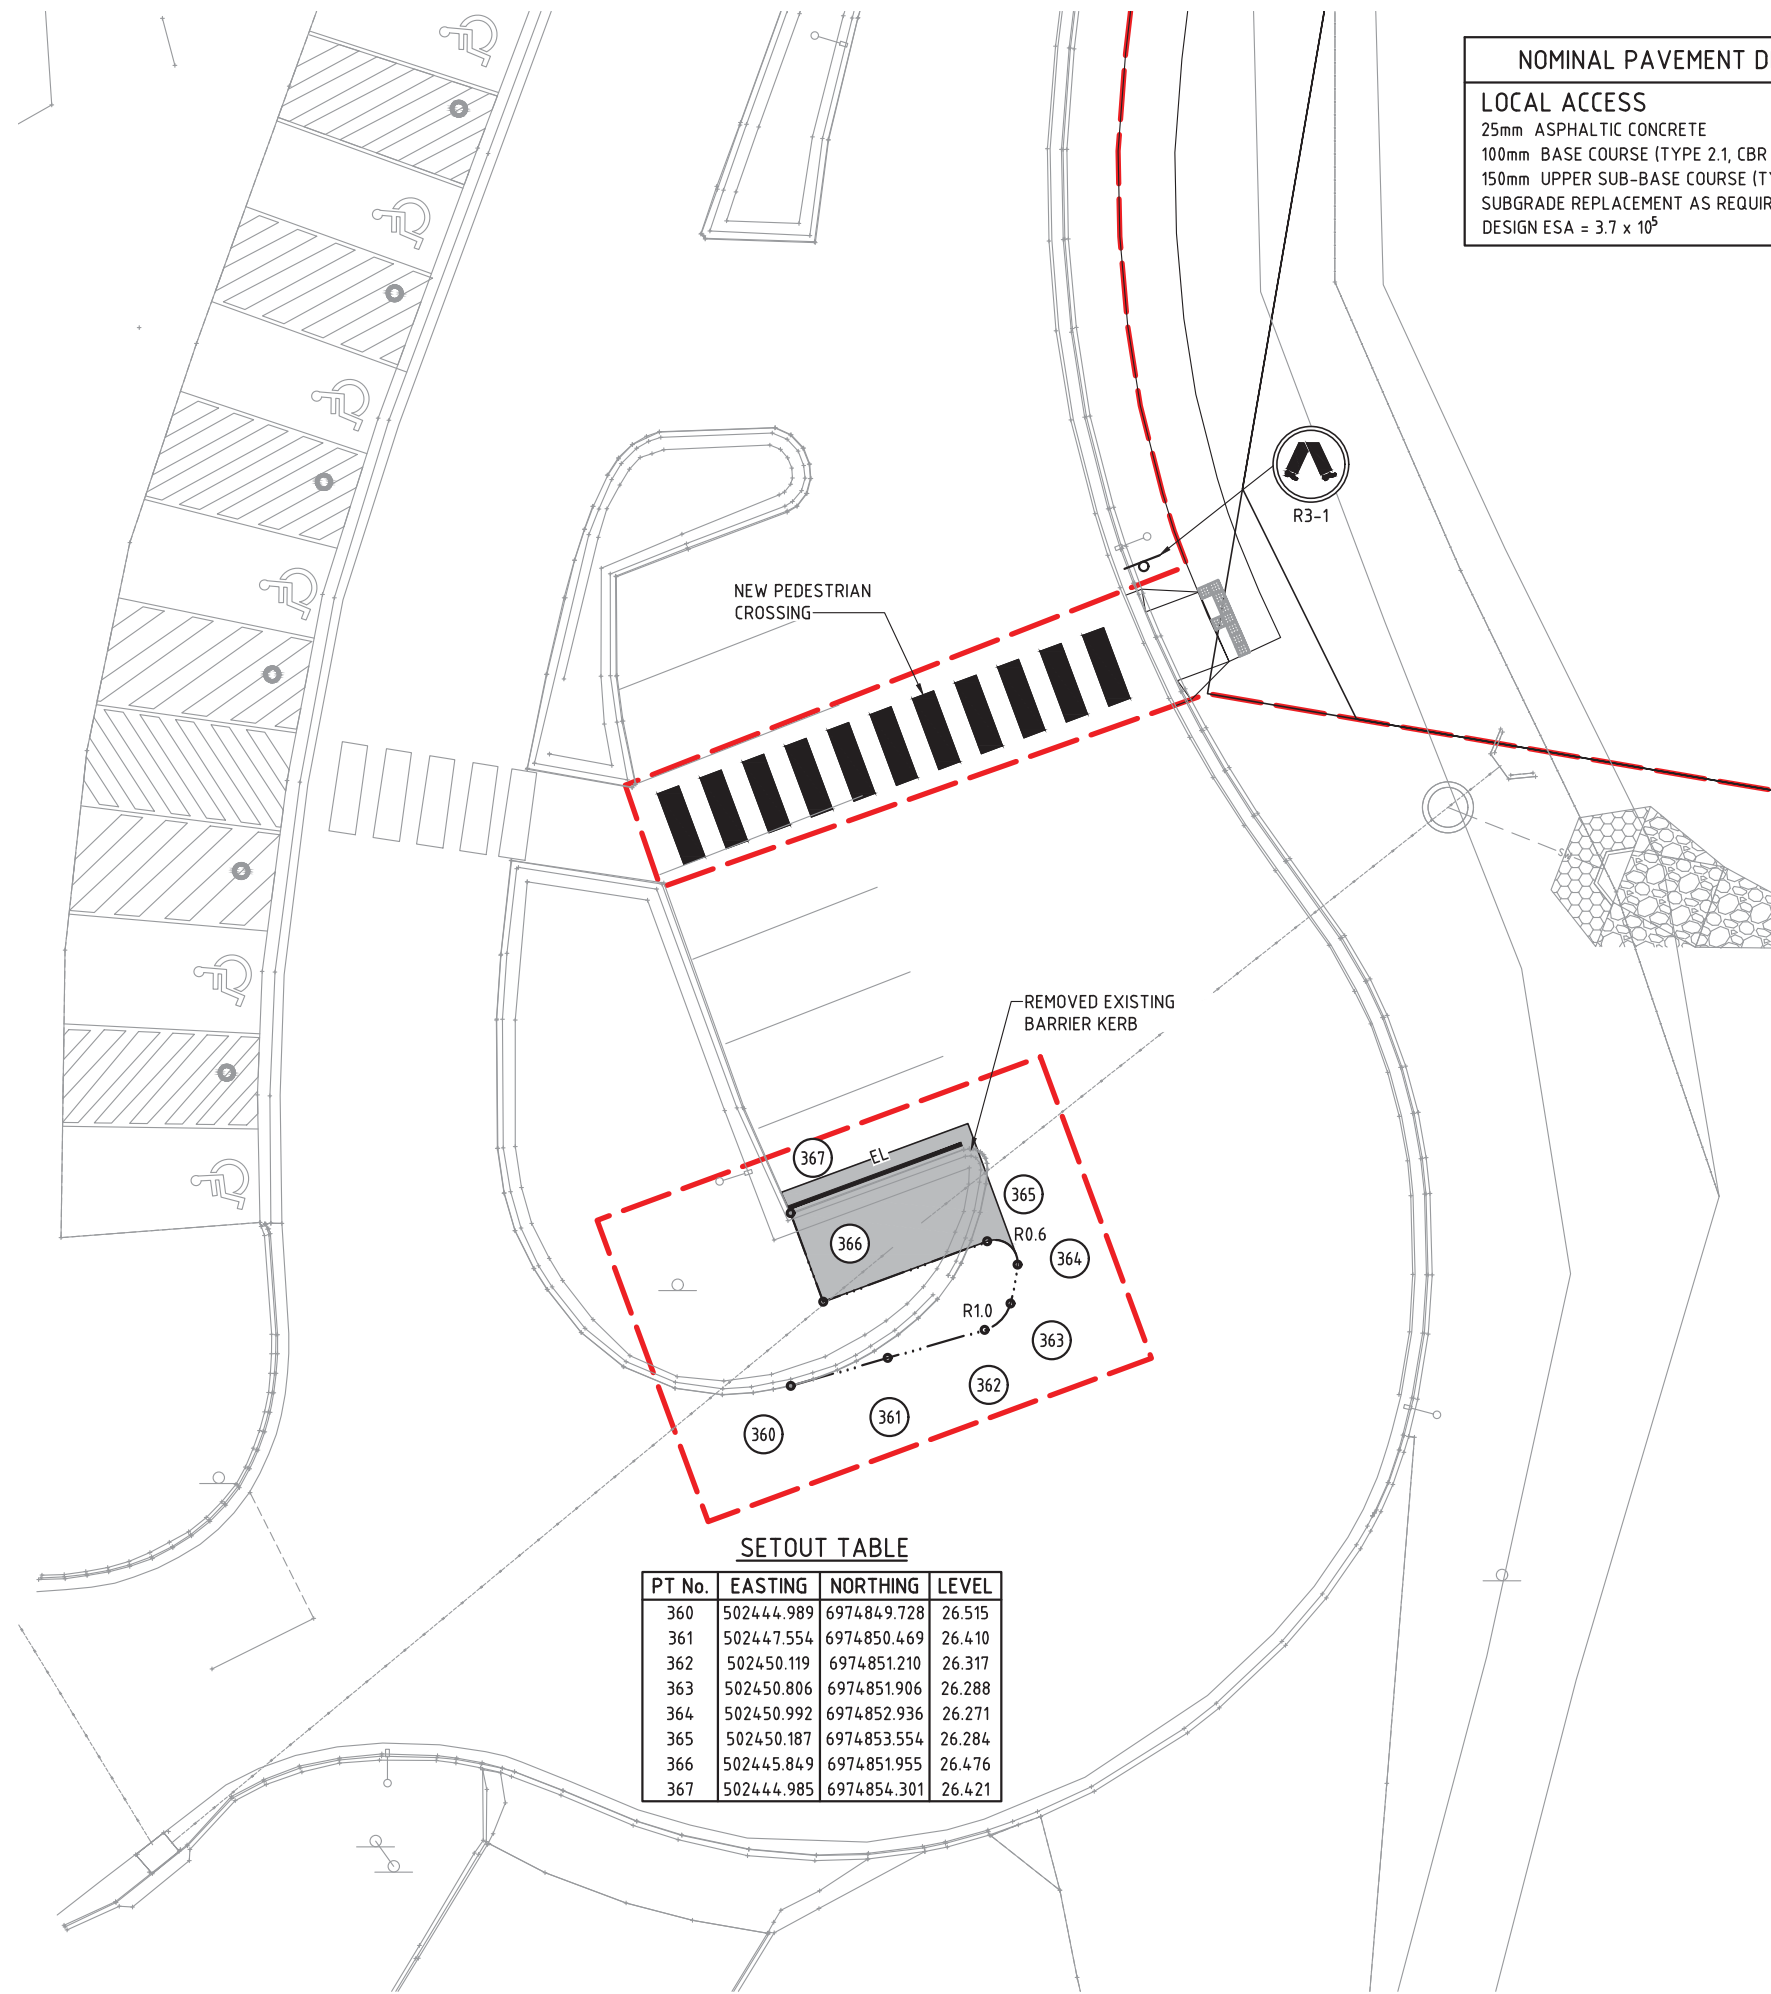 NOMINAL PAVEMENT D
LOCAL ACCESS
25mm ASPHALTIC CONCRETE
100mm BASE COURSE (TYPE 2.1, CBR
150mm UPPER SUB-BASE COURSE (TY
SUBGRADE REPLACEMENT AS REQUIR
DESIGN ESA = 3.7 x 10⁵
R3-1
NEW PEDESTRIAN
CROSSING
REMOVED EXISTING
BARRIER KERB
367
EL
365
366
R0.6
364
R1.0
363
362
361
360
SETOUT TABLE
PT No. EASTING NORTHING LEVEL
360 502444.989 6974849.728 26.515
361 502447.554 6974850.469 26.410
362 502450.119 6974851.210 26.317
363 502450.806 6974851.906 26.288
364 502450.992 6974852.936 26.271
365 502450.187 6974853.554 26.284
366 502445.849 6974851.955 26.476
367 502444.985 6974854.301 26.421